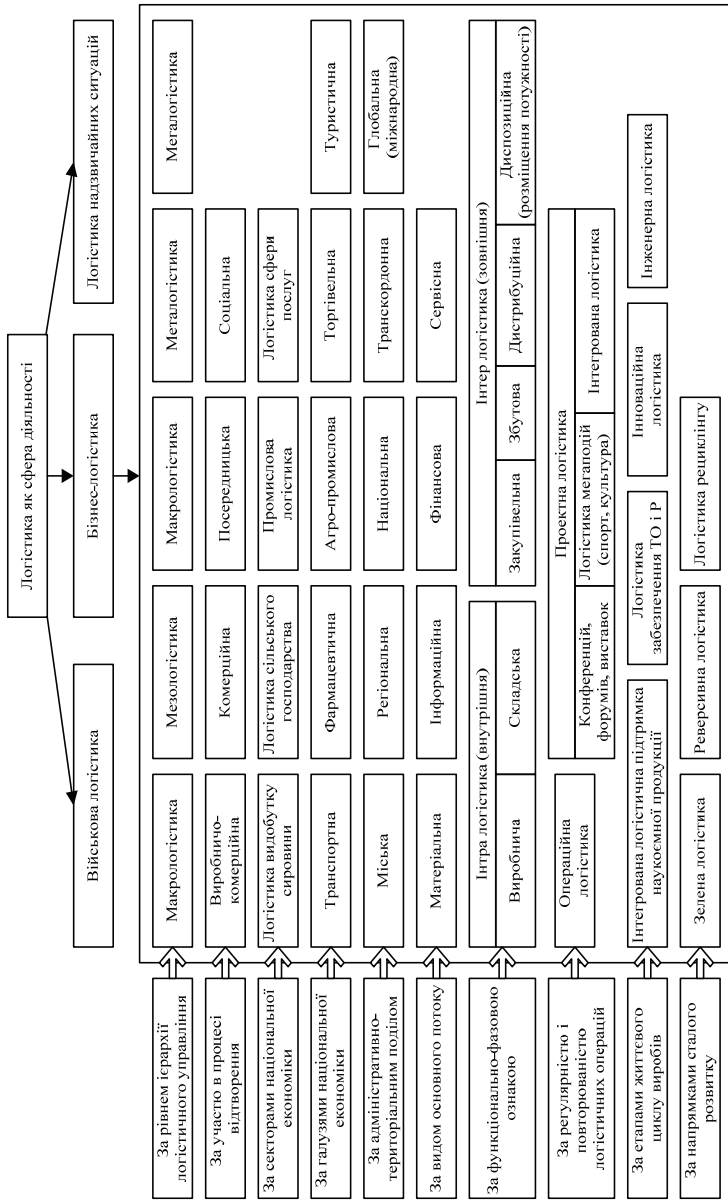 Логістика як сфера діяльності
Військова логістика
Бізнес-логістика
Логістика надзвичайних ситуацій
За рівнем ієрархії
логістичного управління
Макрологістика
Мезологістика
Макрологістика
Металогістика
Мегалогістика
За участю в процесі
відтворення
Виробничо-
комерційна
Комерційна
Посередницька
Соціальна
За секторами національної
економіки
Логістика видобутку
сировини
Логістика сільського
господарства
Промислова
логістика
Логістика сфери
послуг
За галузями національної
економіки
Транспортна
Фармацевтична
Агро-промислова
Торгівельна
Туристична
За адміністративно-
територіальним поділом
Міська
Регіональна
Національна
Транскордонна
Глобальна
(міжнародна)
За видом основного потоку
Матеріальна
Інформаційна
Фінансова
Сервісна
За функціонально-фазовою
ознакою
Інтра логістика (внутрішня)
Виробнича
Складська
Інтер логістика (зовнішня)
Закупівельна
Збутова
Дистрибуційна
Диспозиційна
(розміщення потужності)
За регулярністю і
повторюваністю
логістичних операцій
Операційна
логістика
Проектна логістика
Конференцій,
форумів, виставок
Логістика мегаподій
(спорт, культура)
Інтегрована логістика
За етапами життєвого
циклу виробів
Інтегрована логістична підтримка
наукоємної продукції
Логістика
забезпечення ТО і Р
Інноваційна
логістика
Інженерна логістика
За напрямками сталого
розвитку
Зелена логістика
Реверсивна логістика
Логістика рециклінгу